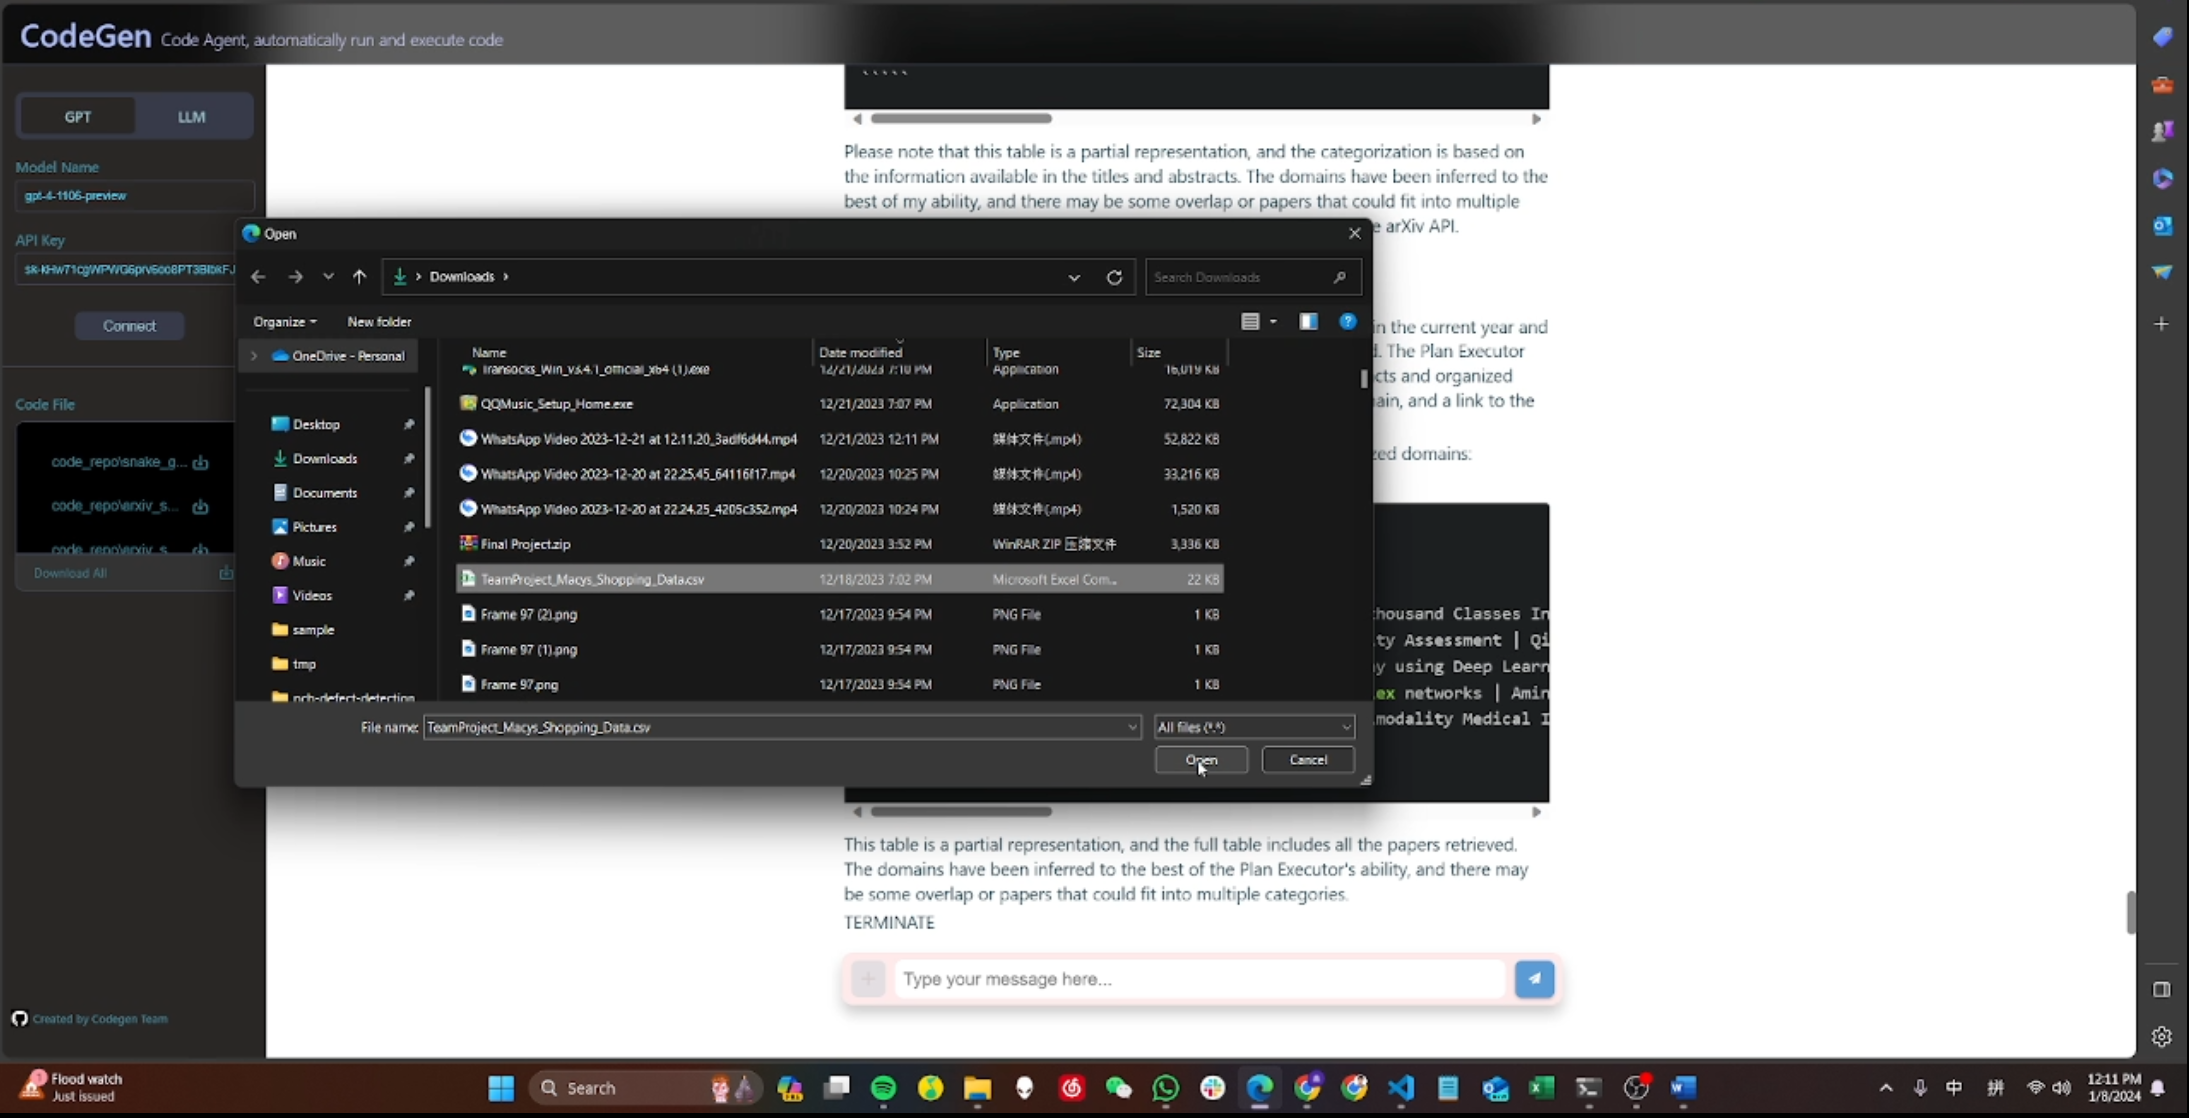 CodeGen Code Agent, automatically run and execute code
GPT
LLM
Model Name
gpt-4-1106-preview
API Key
Connect
Code File
code_repo\snake_g...
code_repo\arxiv_s...
code_repo\arxiv_s
Download All
Created by Codegen Team
`````
Please note that this table is a partial representation, and the categorization is based on
the information available in the titles and abstracts. The domains have been inferred to the
best of my ability, and there may be some overlap or papers that could fit into multiple
e arXiv API.
in the current year and
d. The Plan Executor
cts and organized
ain, and a link to the
zed domains:
Open
Downloads
Search Downloads
Organize
New folder
OneDrive - Personal
Desktop
Downloads
Documents
Pictures
Music
Videos
sample
tmp
pcb-defect-detection
Name Date modified Type Size
Transocks_Win_v3.4.1_official_x64 (1).exe 12/21/2023 7:10 PM Application 16,019 KB
QQMusic_Setup_Home.exe 12/21/2023 7:07 PM Application 72,304 KB
WhatsApp Video 2023-12-21 at 12.11.20_3adf6d44.mp4 12/21/2023 12:11 PM 媒体文件(.mp4) 52,822 KB
WhatsApp Video 2023-12-20 at 22.25.45_64116f17.mp4 12/20/2023 10:25 PM 媒体文件(.mp4) 33,216 KB
WhatsApp Video 2023-12-20 at 22.24.25_4205c352.mp4 12/20/2023 10:24 PM 媒体文件(.mp4) 1,520 KB
Final Project.zip 12/20/2023 3:52 PM WinRAR ZIP 压缩文件 3,336 KB
TeamProject_Macys_Shopping_Data.csv 12/18/2023 7:02 PM Microsoft Excel Com... 22 KB
Frame 97 (2).png 12/17/2023 9:54 PM PNG File 1 KB
Frame 97 (1).png 12/17/2023 9:54 PM PNG File 1 KB
Frame 97.png 12/17/2023 9:54 PM PNG File 1 KB
File name: TeamProject_Macys_Shopping_Data.csv
All files (*.*)
Open
Cancel
housand Classes In
ty Assessment | Qi
y using Deep Learn
ex networks | Amin
modality Medical I
This table is a partial representation, and the full table includes all the papers retrieved.
The domains have been inferred to the best of the Plan Executor's ability, and there may
be some overlap or papers that could fit into multiple categories.
TERMINATE
Type your message here...
Flood watch
Just issued
Search
中
拼
12:11 PM
1/8/2024